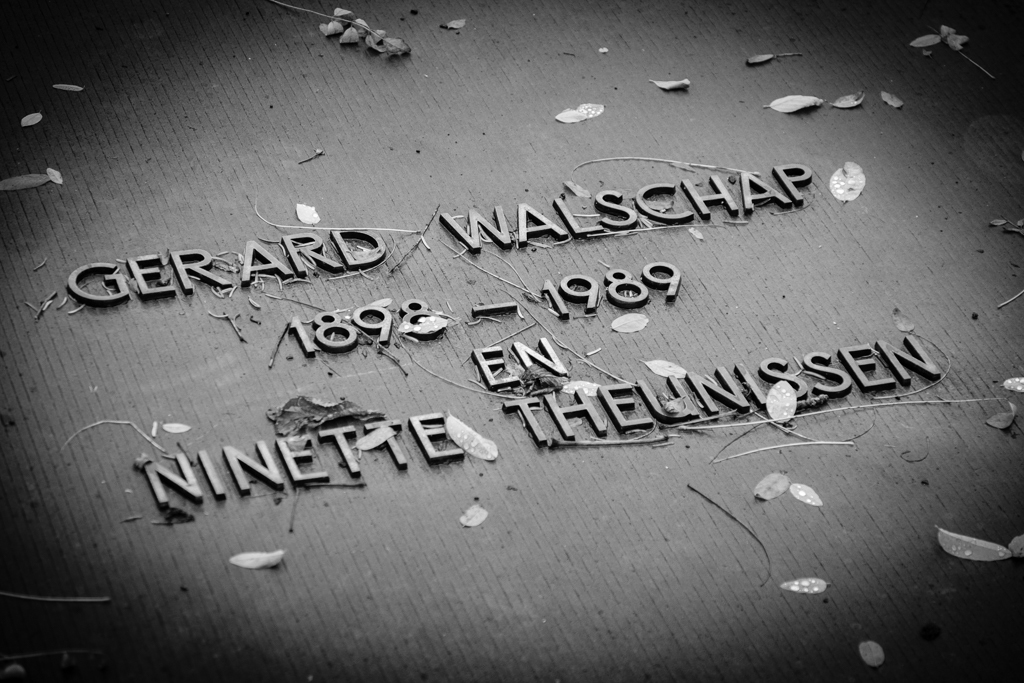 GERARD WALSCHAP
1898 – 1989
EN
NINETTE THEUNISSEN